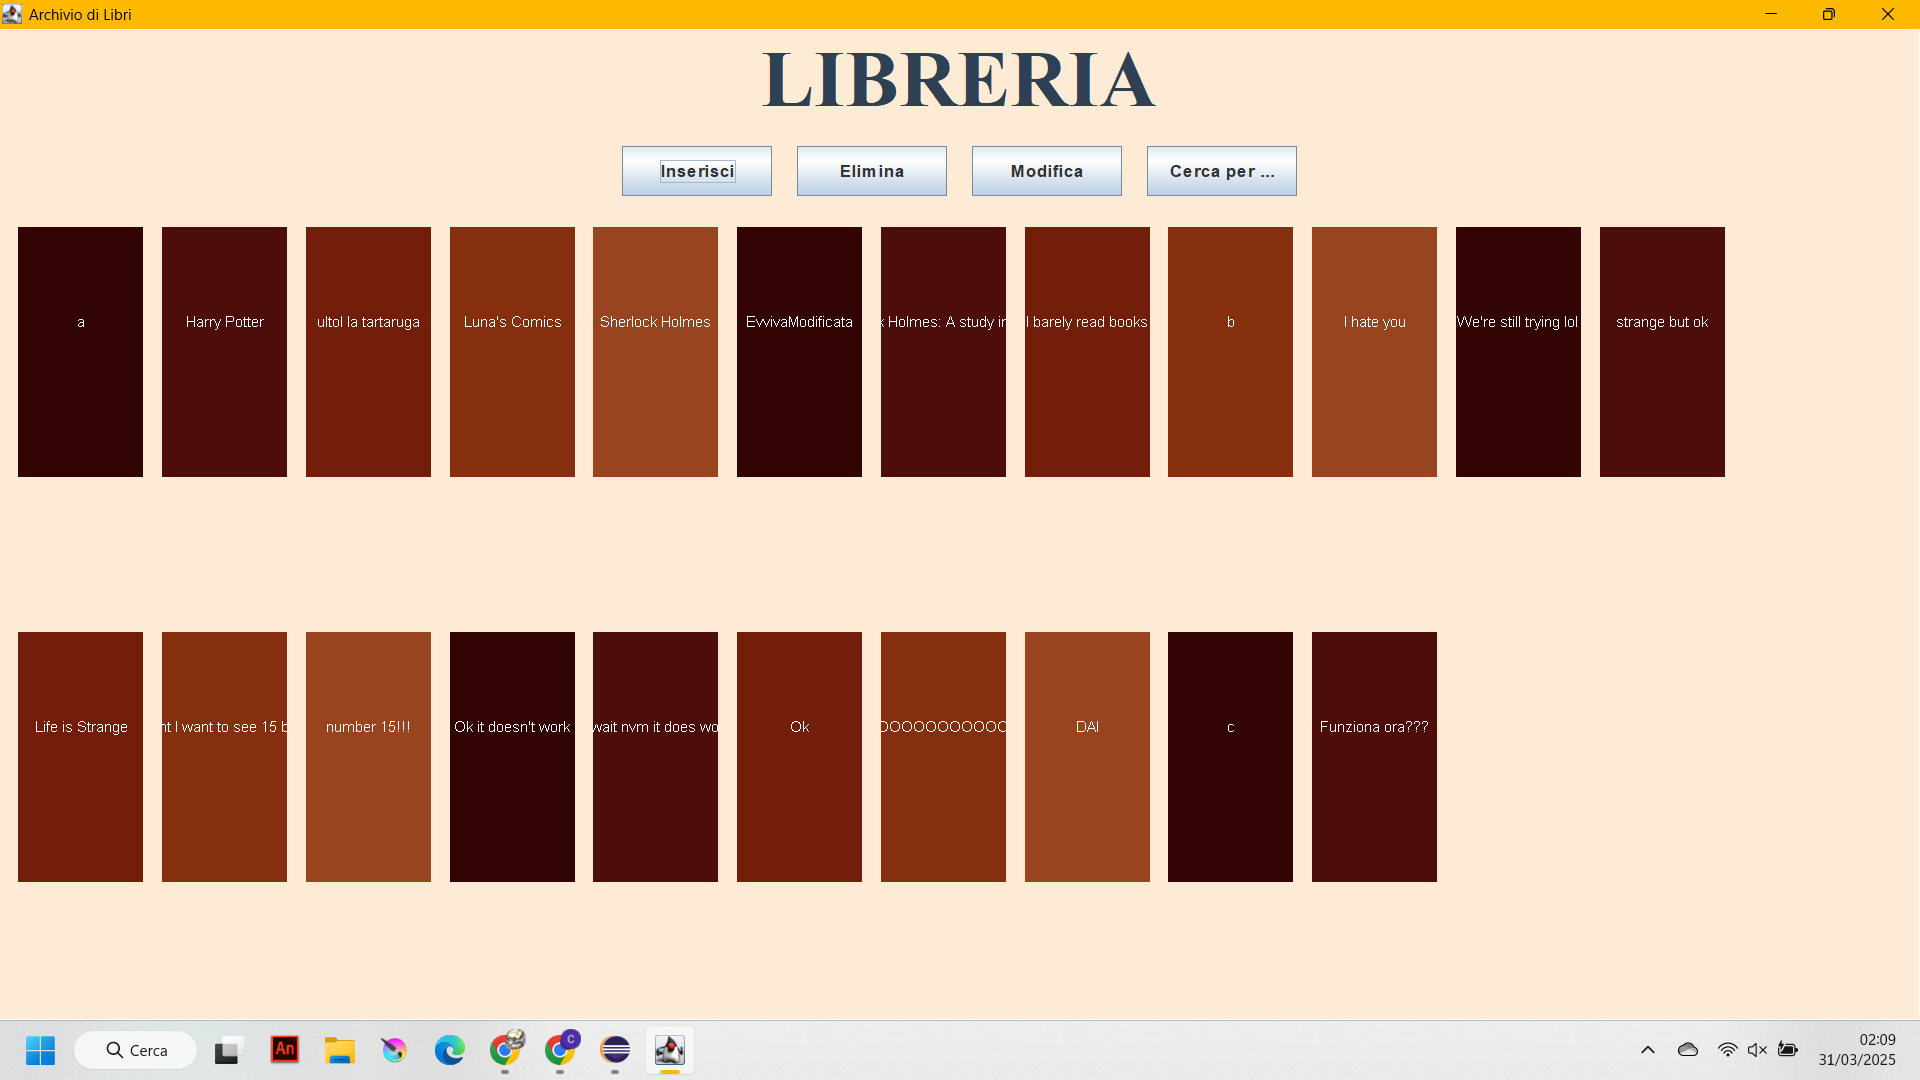 Archivio di Libri
LIBRERIA
Inserisci
Elimina
Modifica
Cerca per ...
a
Harry Potter
ultol la tartaruga
Luna's Comics
Sherlock Holmes
EvvivaModificata
k Holmes: A study in
I barely read books
b
I hate you
We're still trying lol
strange but ok
Life is Strange
I want to see 15
number 15!!!
Ok it doesn't work
wait nvm it does wo
Ok
OOOOOOOOOOO
DAI
c
Funziona ora???
Cerca
An
C
02:09
31/03/2025